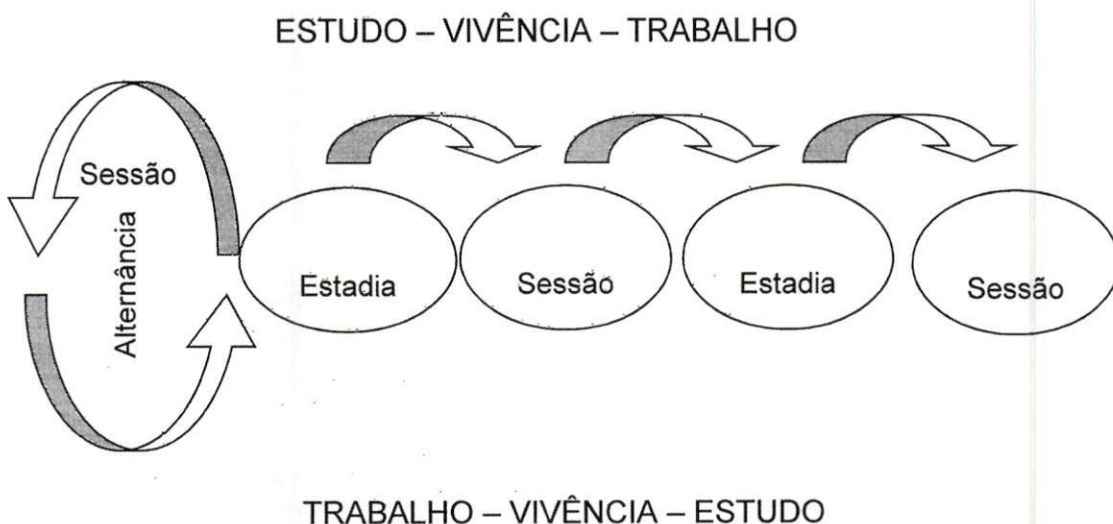 ESTUDO – VIVÊNCIA – TRABALHO
Sessão
Alternância
Estadia
Sessão
Estadia
Sessão
TRABALHO – VIVÊNCIA – ESTUDO